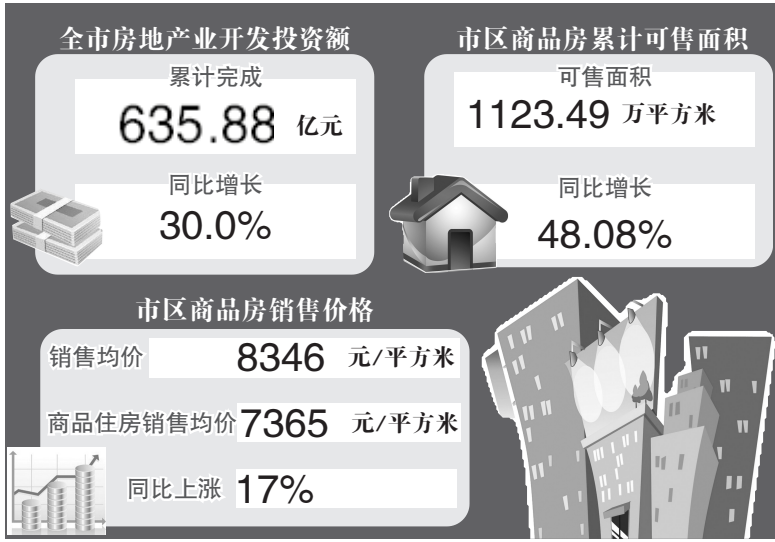 全市房地产业开发投资额
累计完成
635.88 亿元
同比增长
30.0%
市区商品房累计可售面积
可售面积
1123.49 万平方米
同比增长
48.08%
市区商品房销售价格
销售均价 8346 元/平方米
商品住房销售均价 7365 元/平方米
同比上涨 17%